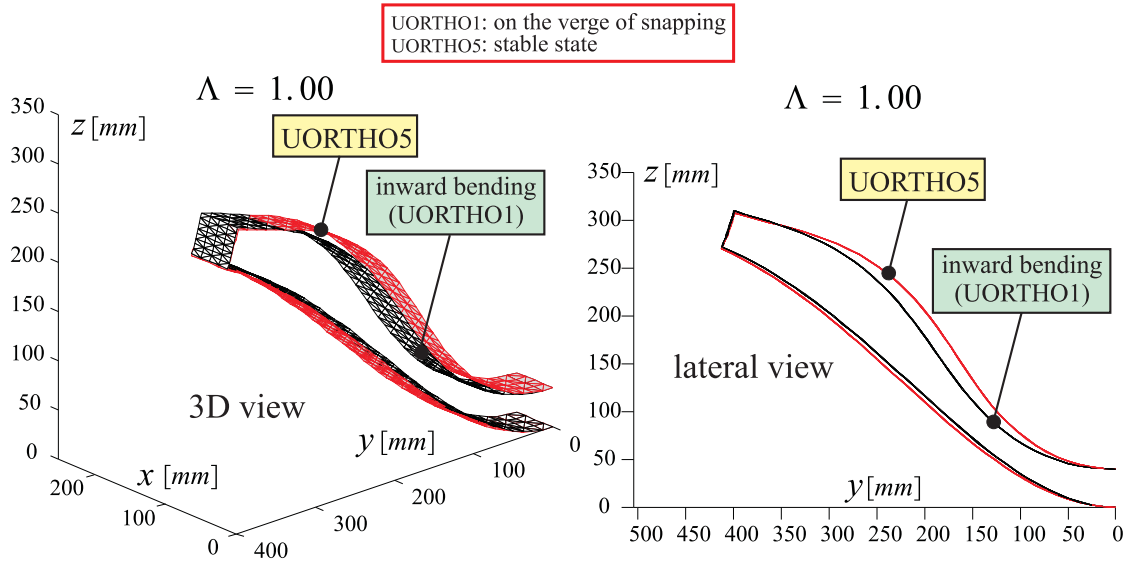 UORTHO1: on the verge of snapping
UORTHO5: stable state
Λ = 1.00
350
z [mm]
300
250
200
150
100
50
0
UORTHO5
inward bending
(UORTHO1)
3D view
x [mm]
200
100
0
y [mm]
400
300
200
100
0
Λ = 1.00
350
z [mm]
300
250
200
150
100
50
0
UORTHO5
inward bending
(UORTHO1)
lateral view
y [mm]
500 450 400 350 300 250 200 150 100 50 0